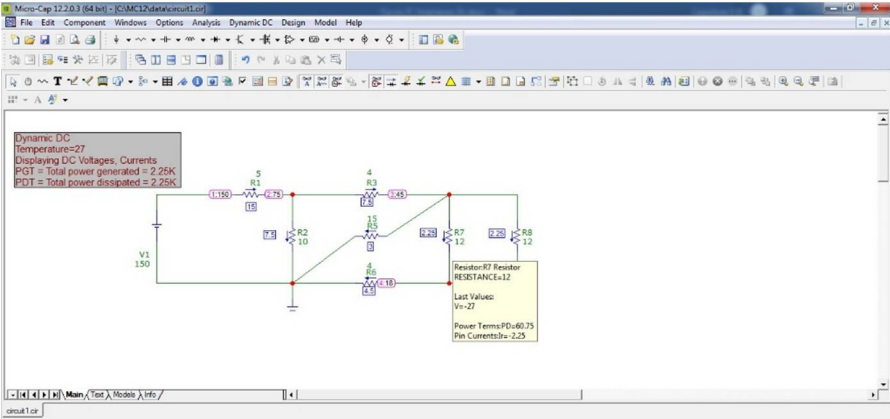 Micro-Cap 12.2.0.3 (64 bit) - [C:\MC12\data\circuit1.cir]
File Edit Component Windows Options Analysis Dynamic DC Design Model Help
Dynamic DC
Temperature=27
Displaying DC Voltages, Currents
PGT = Total power generated = 2.25K
PDT = Total power dissipated = 2.25K
5
R1
1:150
2:75
15
4
R3
3:45
7.5
7.5
R2
10
15
R5
3
2.25
R7
12
2.25
R8
12
V1
150
4
R6
4:18
4.5
Resistor:R7 Resistor
RESISTANCE=12
Last Values:
V=-27
Power Terms:PD=60.75
Pin Currents:Ir=-2.25
Main Text Models Info
circuit1.cir